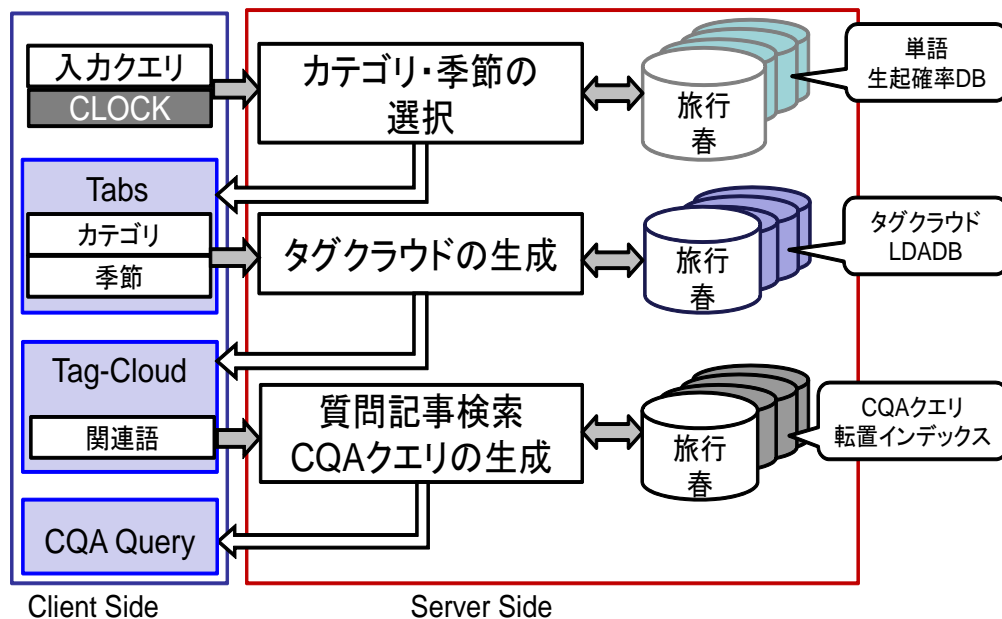 入力クエリ
CLOCK
カテゴリ・季節の
選択
旅行
春
単語
生起確率DB
Tabs
カテゴリ
季節
タグクラウドの生成
旅行
春
タグクラウド
LDADB
Tag-Cloud
関連語
質問記事検索
CQAクエリの生成
旅行
春
CQAクエリ
転置インデックス
CQA Query
Client Side
Server Side